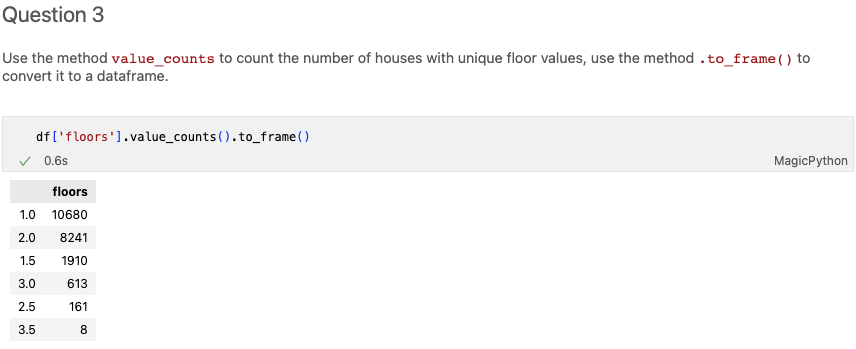 Question 3
Use the method value_counts to count the number of houses with unique floor values, use the method .to_frame() to
convert it to a dataframe.
df['floors'].value_counts().to_frame()
0.6s MagicPython
floors
1.0 10680
2.0 8241
1.5 1910
3.0 613
2.5 161
3.5 8